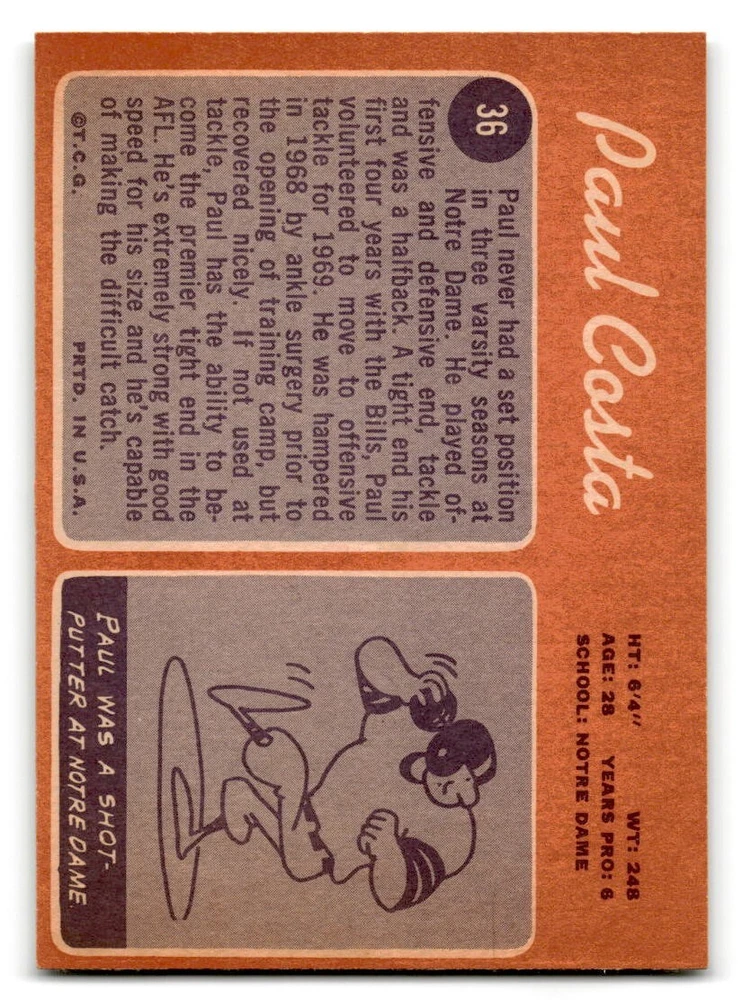 Paul Costa
HT: 6'4" WT: 248
AGE: 28 YEARS PRO: 6
SCHOOL: NOTRE DAME
36
Paul never had a set position
in three varsity seasons at
Notre Dame. He played of-
fensive and defensive end, tackle
and was a halfback. A tight end his
first four years with the Bills, Paul
volunteered to move to offensive
tackle for 1969. He was hampered
in 1968 by ankle surgery prior to
the opening of training camp, but
recovered nicely. If not used at
tackle, Paul has the ability to be-
come the premier tight end in the
AFL. He's extremely strong with good
speed for his size and he's capable
of making the difficult catch.
©T.C.G. PRTD. IN U.S.A.
PAUL WAS A SHOT-
PUTTER AT NOTRE DAME.